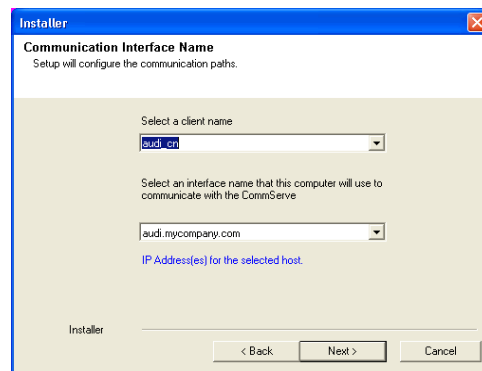 Installer
Communication Interface Name
Setup will configure the communication paths.
Select a client name
audi_cn
Select an interface name that this computer will use to
communicate with the CommServe
audi.mycompany.com
IP Address(es) for the selected host.
Installer
< Back
Next >
Cancel